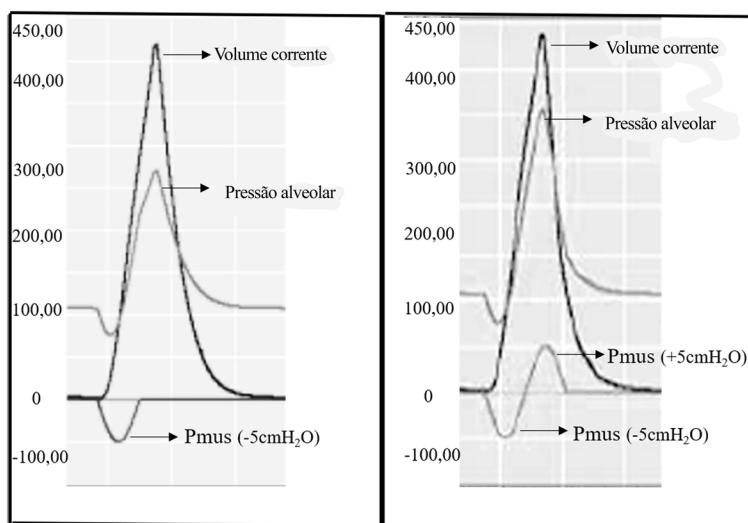 450,00
400,00
300,00
200,00
100,00
0
-100,00
Volume corrente
Pressão alveolar
Pmus (-5cmH₂O)
450,00
400,00
300,00
200,00
100,00
0
-100,00
Volume corrente
Pressão alveolar
Pmus (+5cmH₂O)
Pmus (-5cmH₂O)